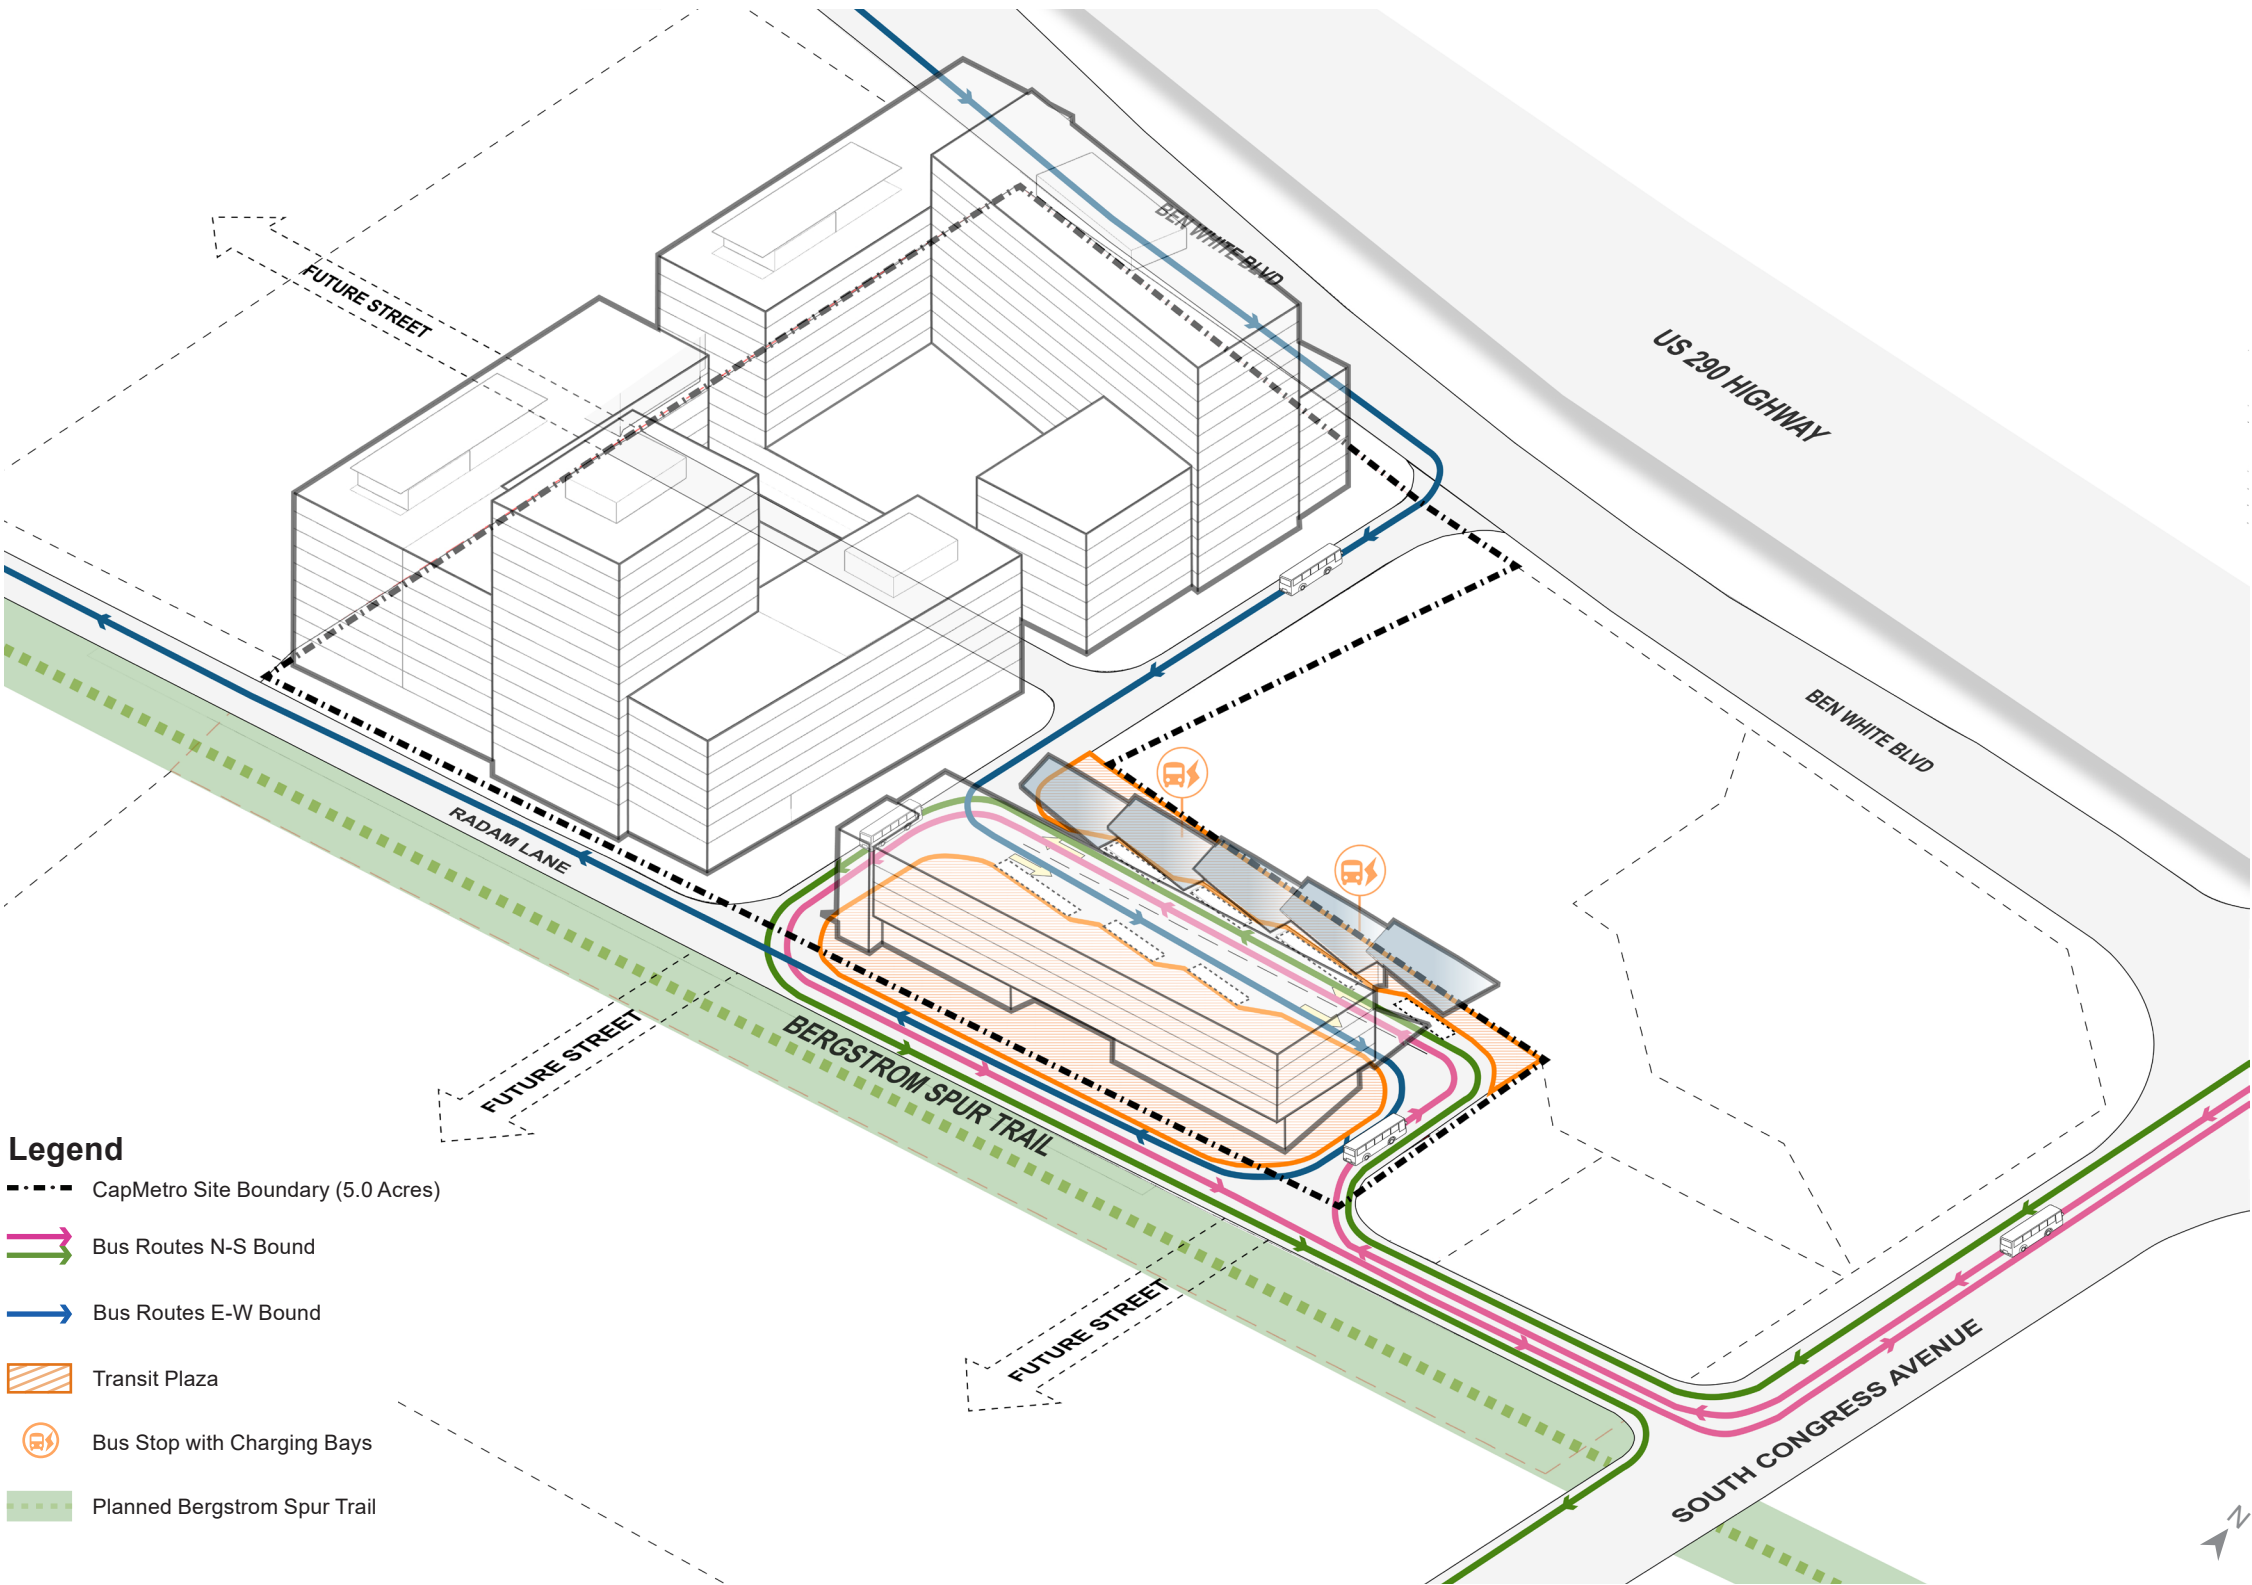 BEN WHITE BLVD
FUTURE STREET
US 290 HIGHWAY
BEN WHITE BLVD
RADAM LANE
FUTURE STREET
BERGSTROM SPUR TRAIL
FUTURE STREET
SOUTH CONGRESS AVENUE
Legend
CapMetro Site Boundary (5.0 Acres)
Bus Routes N-S Bound
Bus Routes E-W Bound
Transit Plaza
Bus Stop with Charging Bays
Planned Bergstrom Spur Trail
N